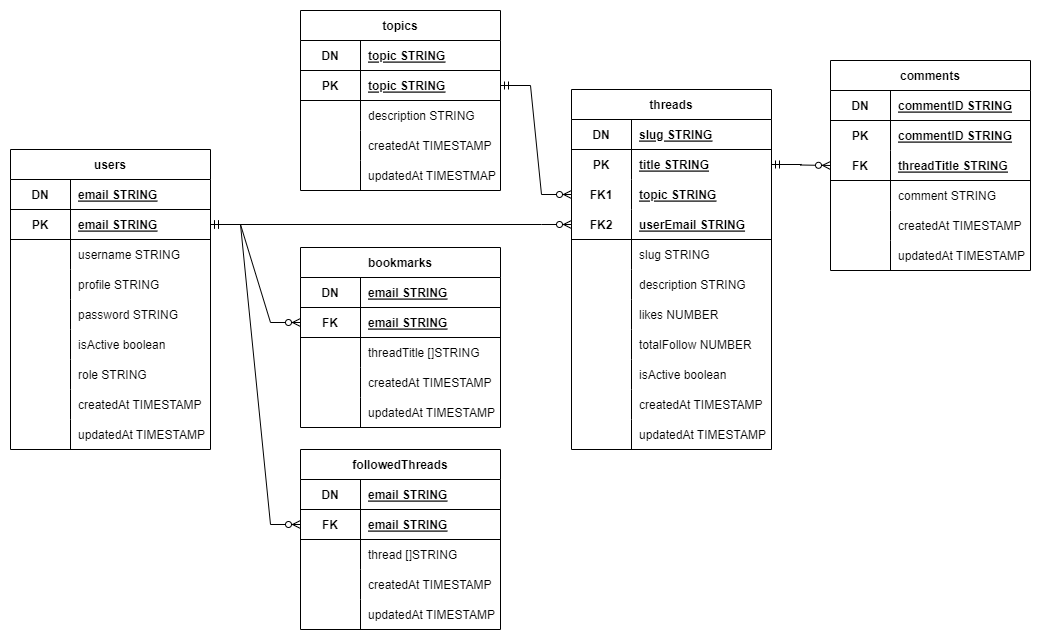 topics
DN topic STRING
PK topic STRING
description STRING
createdAt TIMESTAMP
updatedAt TIMESTMAP
users
DN email STRING
PK email STRING
username STRING
profile STRING
password STRING
isActive boolean
role STRING
createdAt TIMESTAMP
updatedAt TIMESTAMP
bookmarks
DN email STRING
FK email STRING
threadTitle []STRING
createdAt TIMESTAMP
updatedAt TIMESTAMP
followedThreads
DN email STRING
FK email STRING
thread []STRING
createdAt TIMESTAMP
updatedAt TIMESTAMP
threads
DN slug STRING
PK title STRING
FK1 topic STRING
FK2 userEmail STRING
slug STRING
description STRING
likes NUMBER
totalFollow NUMBER
isActive boolean
createdAt TIMESTAMP
updatedAt TIMESTAMP
comments
DN commentID STRING
PK commentID STRING
FK threadTitle STRING
comment STRING
createdAt TIMESTAMP
updatedAt TIMESTAMP